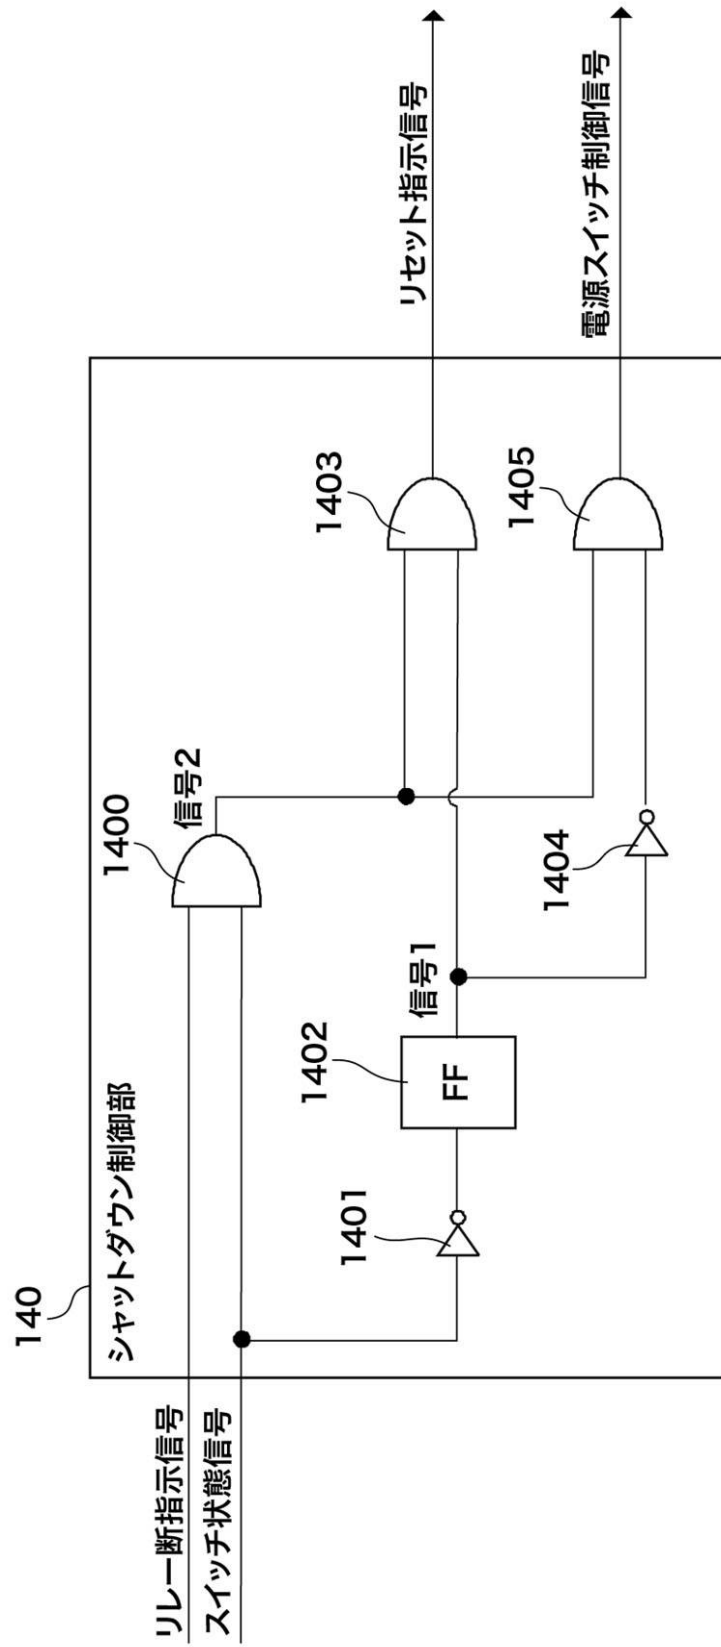 140
シャットダウン制御部
リレー断指示信号
スイッチ状態信号
1400
信号2
1401
1402
FF
信号1
1403
リセット指示信号
1404
1405
電源スイッチ制御信号